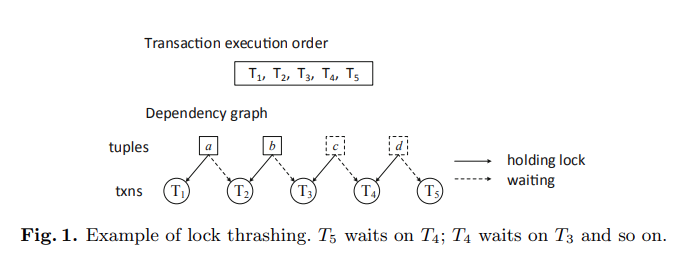 Transaction execution order
T₁, T₂, T₃, T₄, T₅
Dependency graph
tuples a b c d
holding lock
waiting
txns T₁ T₂ T₃ T₄ T₅
Fig. 1. Example of lock thrashing. T₅ waits on T₄; T₄ waits on T₃ and so on.